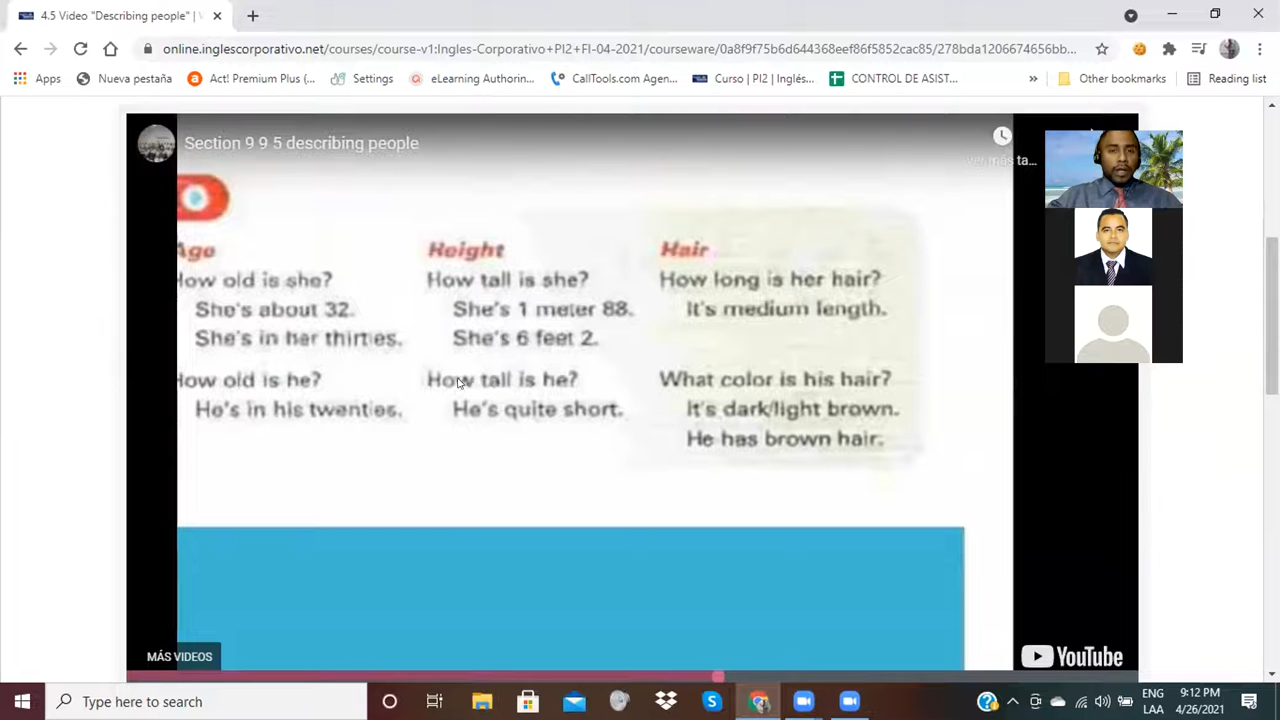 4.5 Video "Describing people" | V
online.inglescorporativo.net/courses/course-v1:Ingles-Corporativo+PI2+FI-04-2021/courseware/0a8f9f75b6d644368eef86f5852cac85/278bda1206674656bb...
Apps
Nueva pestaña
Act! Premium Plus (...
Settings
eLearning Authorin...
CallTools.com Agen...
Curso | PI2 | Inglés...
CONTROL DE ASIST...
»
Other bookmarks
Reading list
Section 9 9 5 describing people
ver más ta...
Age
How old is she?
She's about 32.
She's in her thirties.
How old is he?
He's in his twenties.
Height
How tall is she?
She's 1 meter 88.
She's 6 feet 2.
How tall is he?
He's quite short.
Hair
How long is her hair?
It's medium length.
What color is his hair?
It's dark/light brown.
He has brown hair.
MÁS VIDEOS
YouTube
Type here to search
ENG
LAA
9:12 PM
4/26/2021